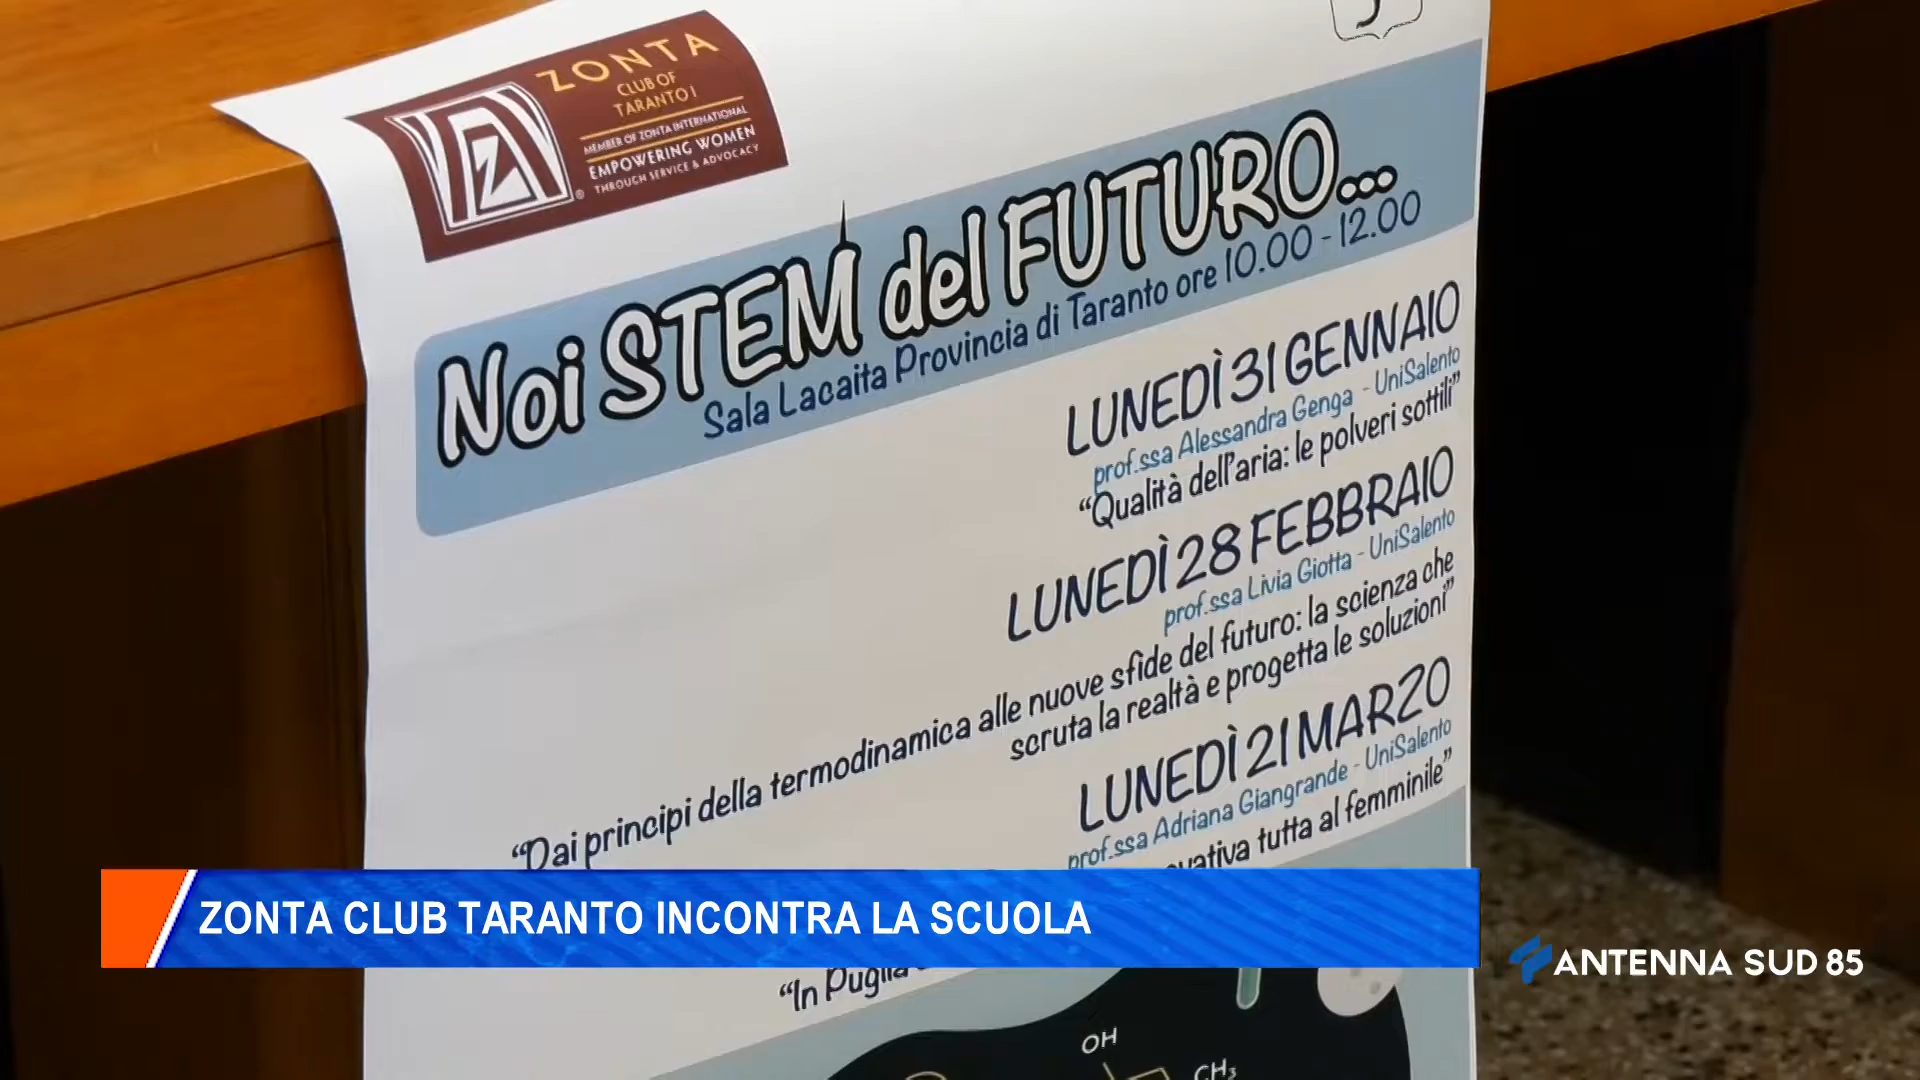 ZONTA
CLUB OF
TARANTO I
MEMBER OF ZONTA INTERNATIONAL
EMPOWERING WOMEN
THROUGH SERVICE & ADVOCACY
Z
®
Noi STEM del FUTURO...
Sala Lacaita Provincia di Taranto ore 10.00 - 12.00
LUNEDÌ 31 GENNAIO
prof.ssa Alessandra Genga - UniSalento
“Qualità dell'aria: le polveri sottili”
LUNEDÌ 28 FEBBRAIO
prof.ssa Livia Giotta - UniSalento
“Dai principi della termodinamica alle nuove sfide del futuro: la scienza che
scruta la realtà e progetta le soluzioni”
LUNEDÌ 21 MARZO
prof.ssa Adriana Giangrande - UniSalento
tutta al femminile”
ZONTA CLUB TARANTO INCONTRA LA SCUOLA
ANTENNA SUD 85
“In Puglia
OH
CH₃